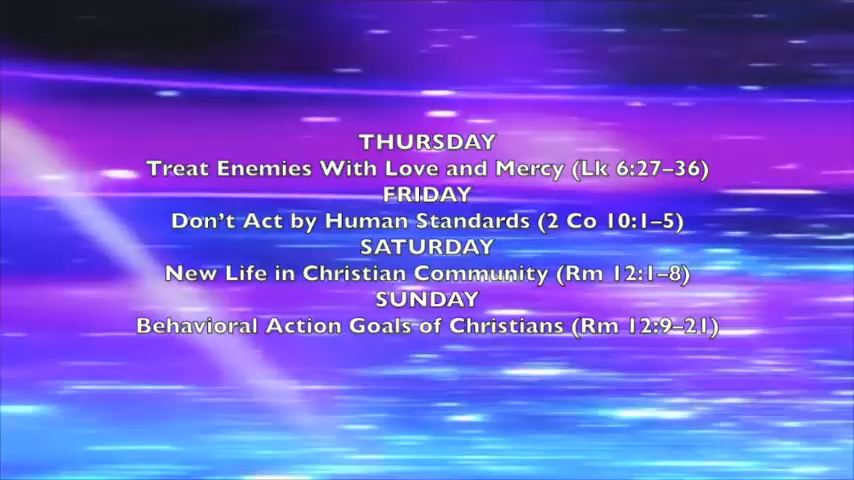 THURSDAY
Treat Enemies With Love and Mercy (Lk 6:27–36)
FRIDAY
Don’t Act by Human Standards (2 Co 10:1–5)
SATURDAY
New Life in Christian Community (Rm 12:1–8)
SUNDAY
Behavioral Action Goals of Christians (Rm 12:9–21)